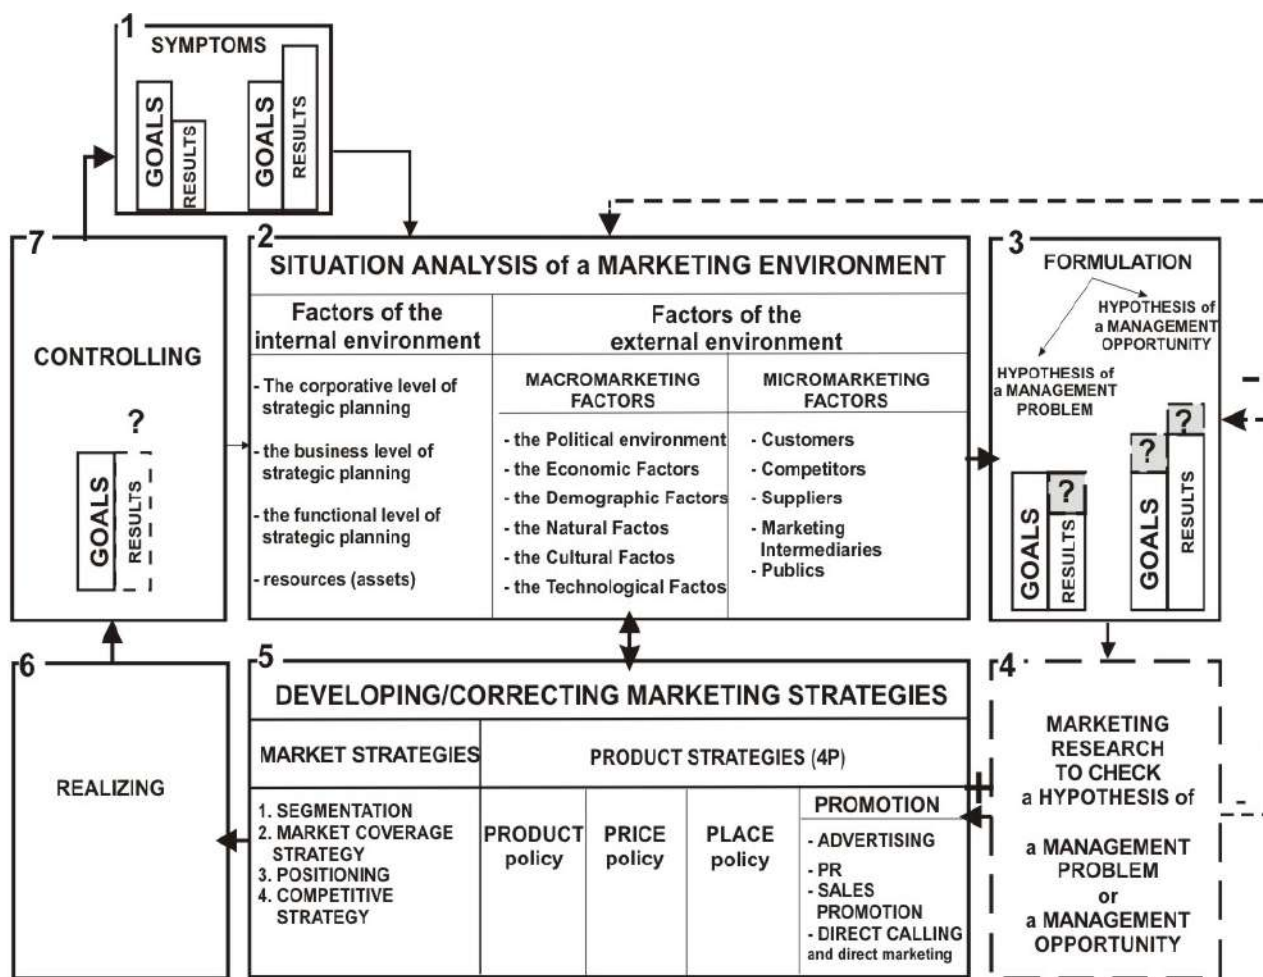 1
SYMPTOMS
GOALS
RESULTS
GOALS
RESULTS
7
CONTROLLING
?
GOALS
RESULTS
2
SITUATION ANALYSIS of a MARKETING ENVIRONMENT
Factors of the
internal environment
- The corporative level of
strategic planning
- the business level of
strategic planning
- the functional level of
strategic planning
- resources (assets)
Factors of the
external environment
MACROMARKETING
FACTORS
- the Political environment
- the Economic Factors
- the Demographic Factors
- the Natural Factos
- the Cultural Factos
- the Technological Factos
MICROMARKETING
FACTORS
- Customers
- Competitors
- Suppliers
- Marketing
Intermediaries
- Publics
3
FORMULATION
HYPOTHESIS of
a MANAGEMENT
OPPORTUNITY
HYPOTHESIS of
a MANAGEMENT
PROBLEM
?
?
?
GOALS
RESULTS
GOALS
RESULTS
6
REALIZING
5
DEVELOPING/CORRECTING MARKETING STRATEGIES
MARKET STRATEGIES
1. SEGMENTATION
2. MARKET COVERAGE
STRATEGY
3. POSITIONING
4. COMPETITIVE
STRATEGY
PRODUCT STRATEGIES (4P)
PRODUCT
policy
PRICE
policy
PLACE
policy
PROMOTION
- ADVERTISING
- PR
- SALES
PROMOTION
- DIRECT CALLING
and direct marketing
+
4
MARKETING
RESEARCH
TO CHECK
a HYPOTHESIS of
a MANAGEMENT
PROBLEM
or
a MANAGEMENT
OPPORTUNITY
-
-